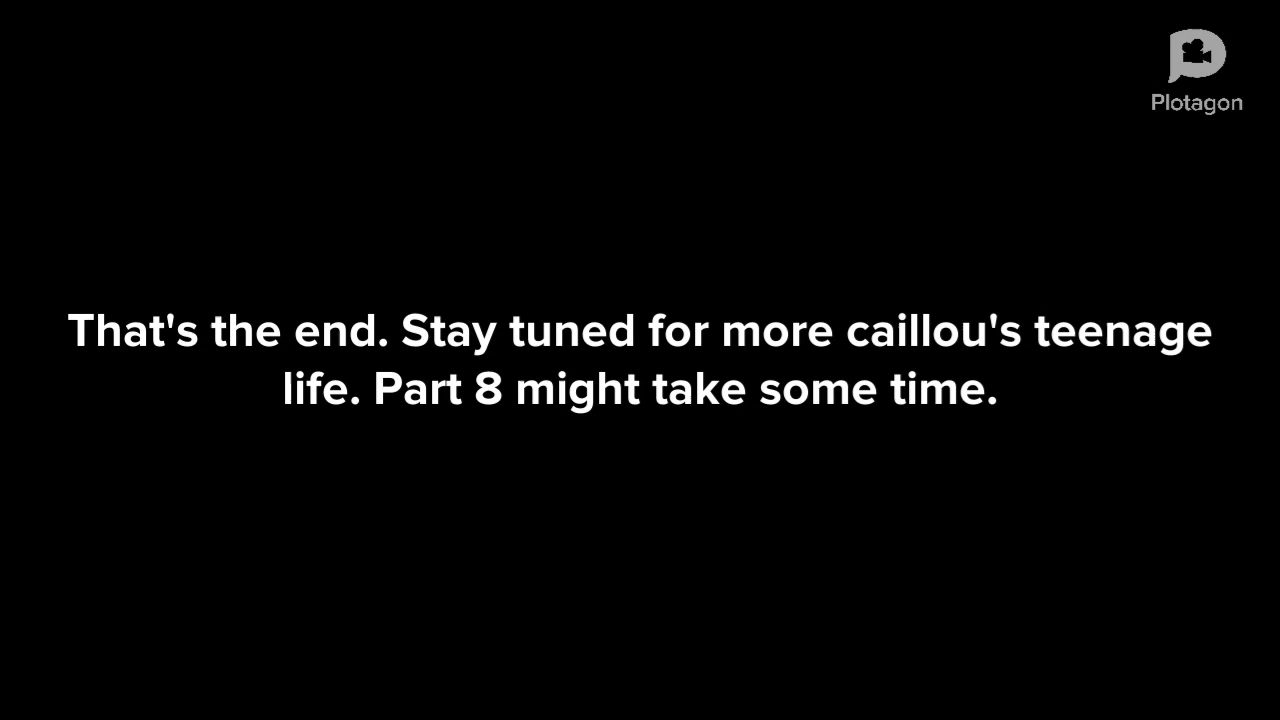 Plotagon
That's the end. Stay tuned for more caillou's teenage
life. Part 8 might take some time.